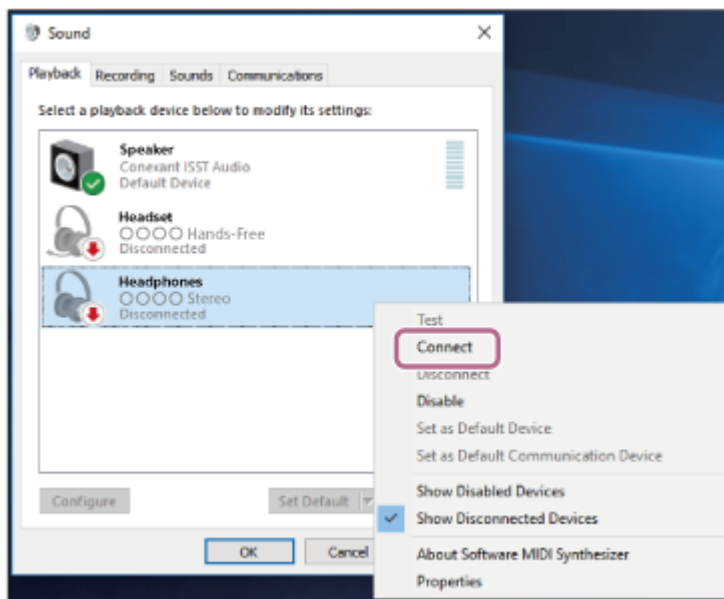 Sound
Playback Recording Sounds Communications
Select a playback device below to modify its settings:
Speaker
Conexant ISST Audio
Default Device
Headset
○○○○ Hands-Free
Disconnected
Headphones
○○○○ Stereo
Disconnected
Test
Connect
Disconnect
Disable
Set as Default Device
Set as Default Communication Device
Show Disabled Devices
Show Disconnected Devices
About Software MIDI Synthesizer
Properties
Configure Set Default
OK Cancel